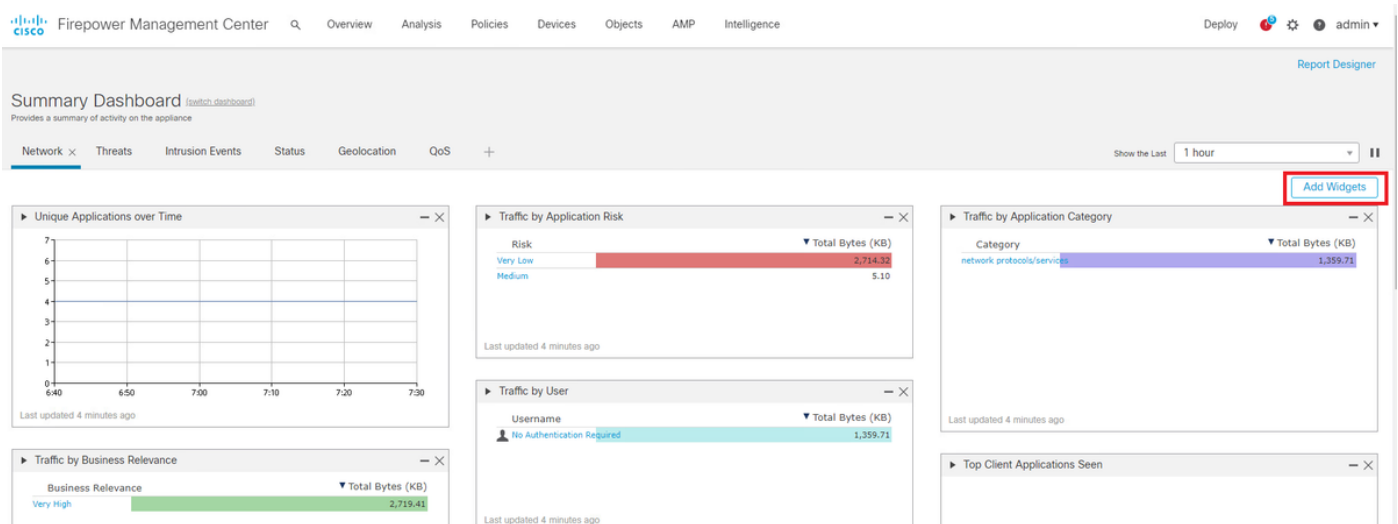 cisco Firepower Management Center Overview Analysis Policies Devices Objects AMP Intelligence Deploy 5 admin
Report Designer
Summary Dashboard (switch dashboard)
Provides a summary of activity on the appliance
Network × Threats Intrusion Events Status Geolocation QoS + Show the Last 1 hour
Add Widgets
Unique Applications over Time
7
6
5
4
3
2
1
0
6:40 6:50 7:00 7:10 7:20 7:30
Last updated 4 minutes ago
Traffic by Business Relevance
Business Relevance Total Bytes (KB)
Very High 2,719.41
Traffic by Application Risk
Risk Total Bytes (KB)
Very Low 2,714.32
Medium 5.10
Last updated 4 minutes ago
Traffic by User
Username Total Bytes (KB)
No Authentication Required 1,359.71
Last updated 4 minutes ago
Traffic by Application Category
Category Total Bytes (KB)
network protocols/services 1,359.71
Last updated 4 minutes ago
Top Client Applications Seen